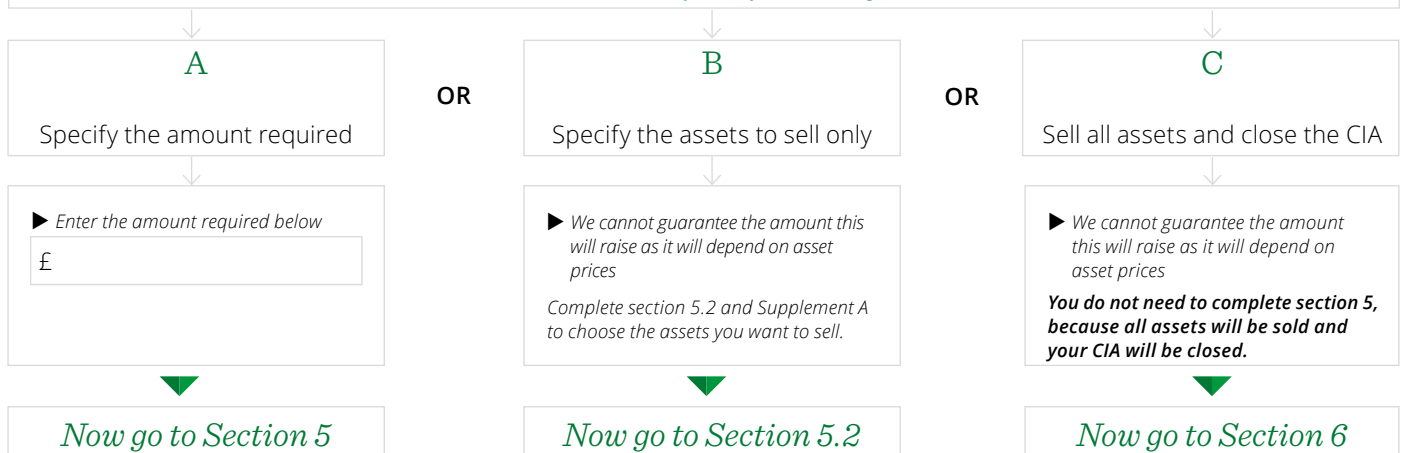 A
Specify the amount required
▶ Enter the amount required below
£
Now go to Section 5
OR
B
Specify the assets to sell only
▶ We cannot guarantee the amount this
will raise as it will depend on asset
prices
Complete section 5.2 and Supplement A
to choose the assets you want to sell.
Now go to Section 5.2
OR
C
Sell all assets and close the CIA
▶ We cannot guarantee the amount
this will raise as it will depend on
asset prices
You do not need to complete section 5,
because all assets will be sold and
your CIA will be closed.
Now go to Section 6